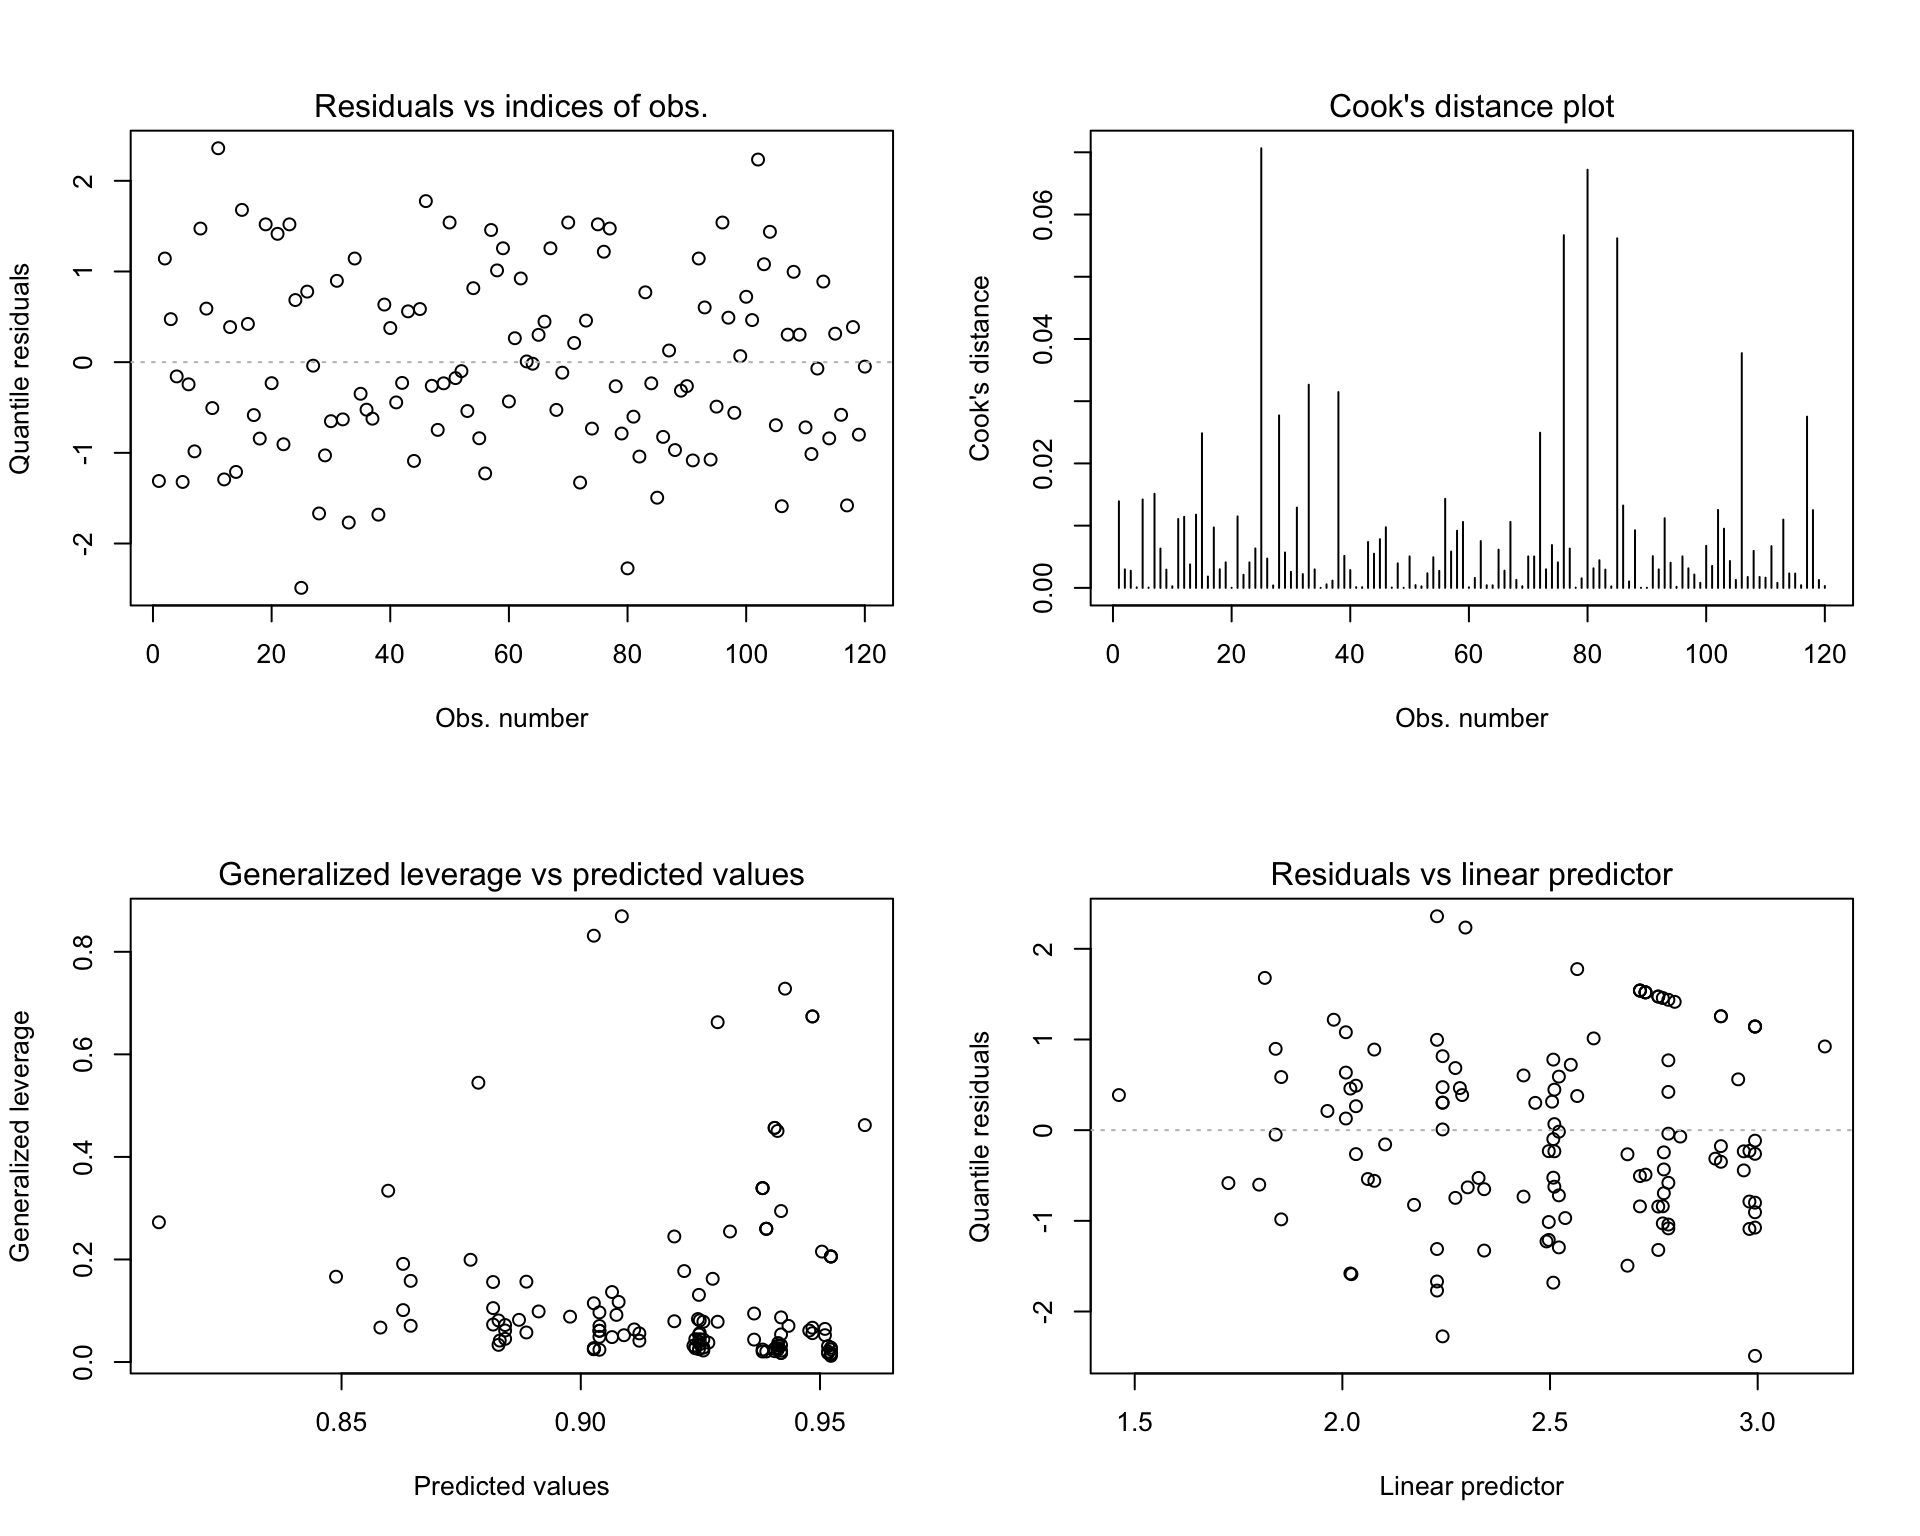 Residuals vs indices of obs.
Quantile residuals
2
1
0
-1
-2
0 20 40 60 80 100 120
Obs. number
Cook's distance plot
Cook's distance
0.06
0.04
0.02
0.00
0 20 40 60 80 100 120
Obs. number
Generalized leverage vs predicted values
Generalized leverage
0.8
0.6
0.4
0.2
0.0
0.85 0.90 0.95
Predicted values
Residuals vs linear predictor
Quantile residuals
2
1
0
-1
-2
1.5 2.0 2.5 3.0
Linear predictor